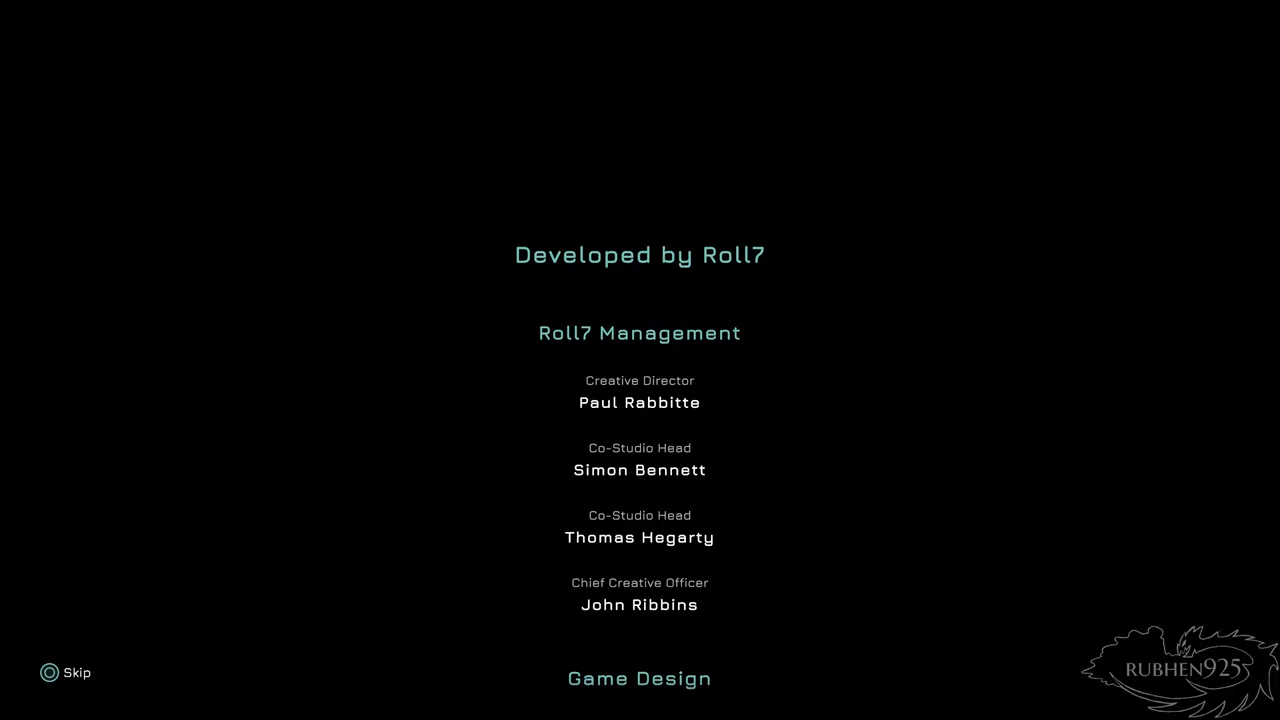 Developed by Roll7
Roll7 Management
Creative Director
Paul Rabbitte
Co-Studio Head
Simon Bennett
Co-Studio Head
Thomas Hegarty
Chief Creative Officer
John Ribbins
Game Design
Skip
RUBHEN925